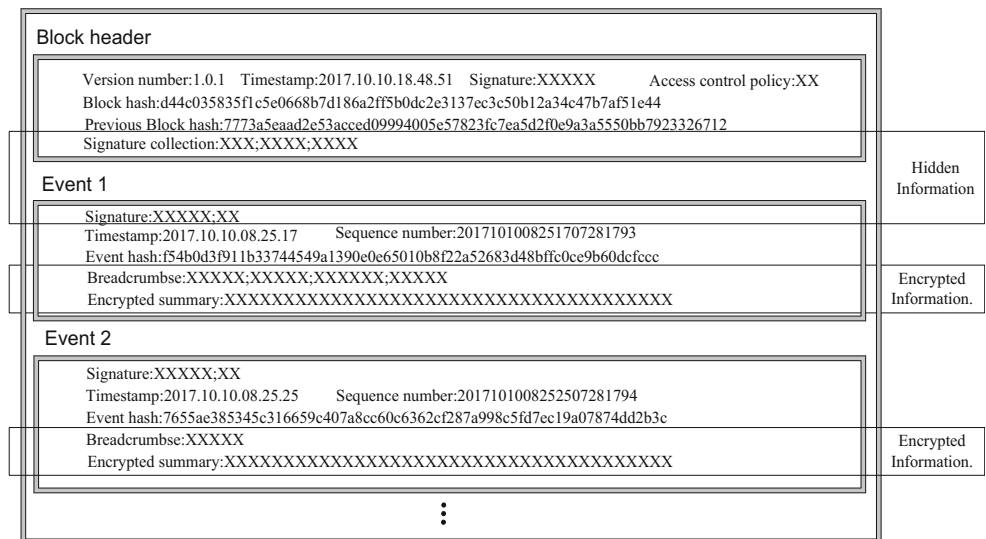 Block header
Version number:1.0.1 Timestamp:2017.10.10.18.48.51 Signature:XXXXX Access control policy:XX
Block hash:d44c035835f1c5e0668b7d186a2ff5b0dc2e3137ec3c50b12a34c47b7af51e44
Previous Block hash:7773a5eaad2e53acced09994005e57823fc7ea5d2f0e9a3a5550bb7923326712
Signature collection:XXX;XXXX;XXXX
Hidden
Information
Event 1
Signature:XXXXX;XX
Timestamp:2017.10.10.08.25.17 Sequence number:2017101008251707281793
Event hash:f54b0d3f911b33744549a1390e0e65010b8f22a52683d48bffc0ce9b60dcfccc
Breadcrumbse:XXXXX;XXXXX;XXXXXX;XXXXX
Encrypted summary:XXXXXXXXXXXXXXXXXXXXXXXXXXXXXXXXXXXXXX
Encrypted
Information.
Event 2
Signature:XXXXX;XX
Timestamp:2017.10.10.08.25.25 Sequence number:2017101008252507281794
Event hash:7655ae385345c316659c407a8cc60c6362cf287a998c5fd7ec19a07874dd2b3c
Breadcrumbse:XXXXX
Encrypted summary:XXXXXXXXXXXXXXXXXXXXXXXXXXXXXXXXXXXXXX
Encrypted
Information.